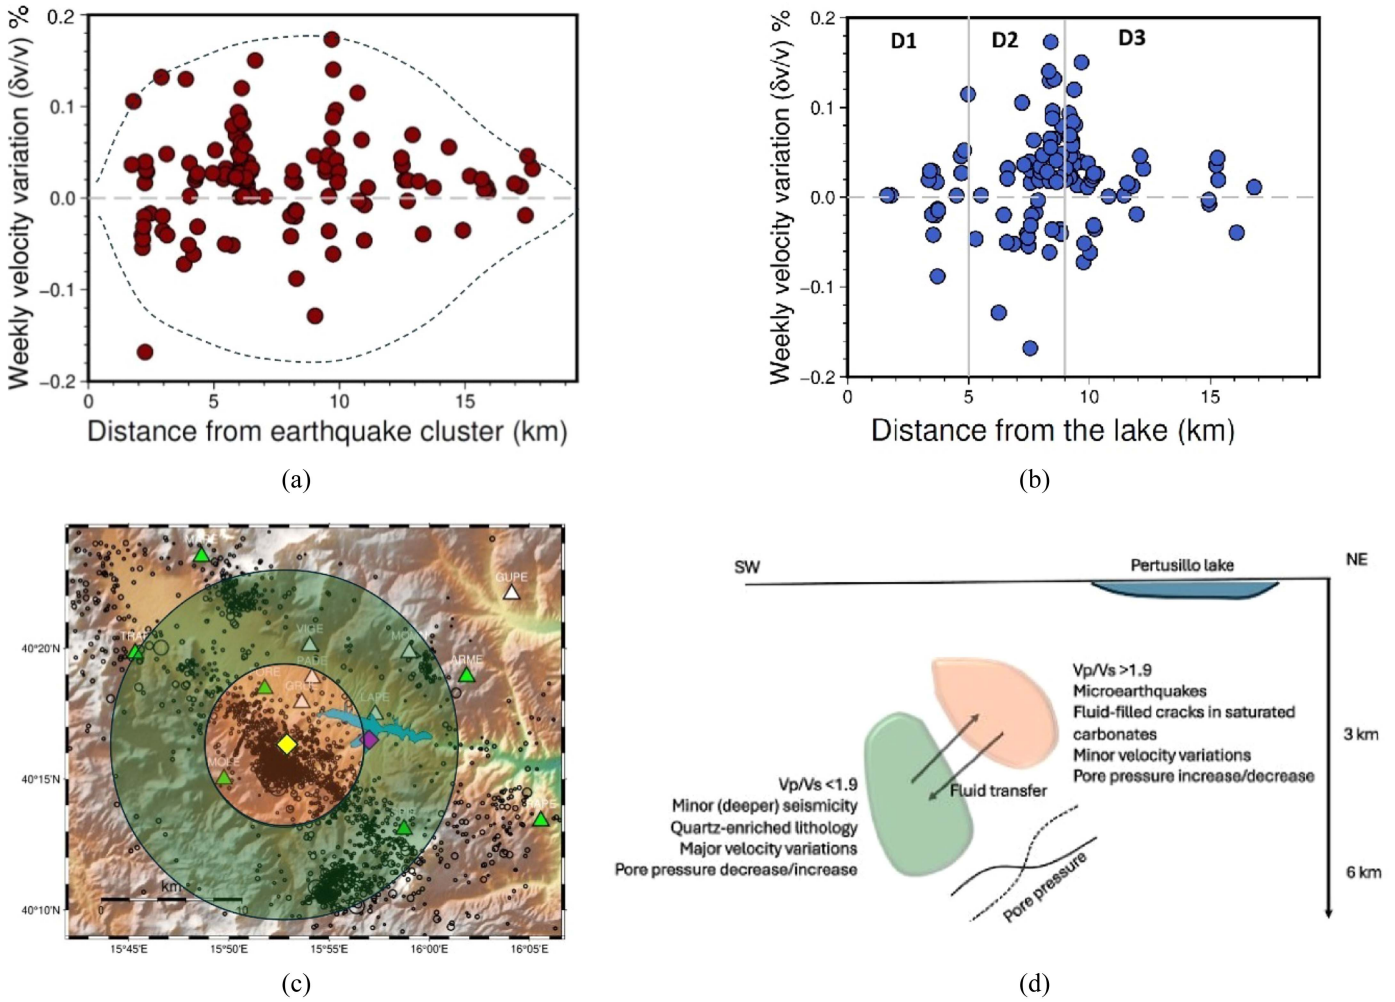 Weekly velocity variation (δv/v) %
0.2
0.1
0.0
−0.1
−0.2
0 5 10 15
Distance from earthquake cluster (km)
(a)
Weekly velocity variation (δv/v) %
D1 D2 D3
0.2
0.1
0.0
−0.1
−0.2
0 5 10 15
Distance from the lake (km)
(b)
GUPE
40°20'N
VIGE
ARME
PADE
LAPE
40°15'N
MOLE
km
0 10
40°10'N
15°45'E 15°50'E 15°55'E 16°00'E 16°05'E
(c)
SW
Pertusillo lake
NE
Vp/Vs >1.9
Microearthquakes
Fluid-filled cracks in saturated
carbonates
Minor velocity variations
Pore pressure increase/decrease
3 km
Fluid transfer
Vp/Vs <1.9
Minor (deeper) seismicity
Quartz-enriched lithology
Major velocity variations
Pore pressure decrease/increase
Pore pressure
6 km
(d)